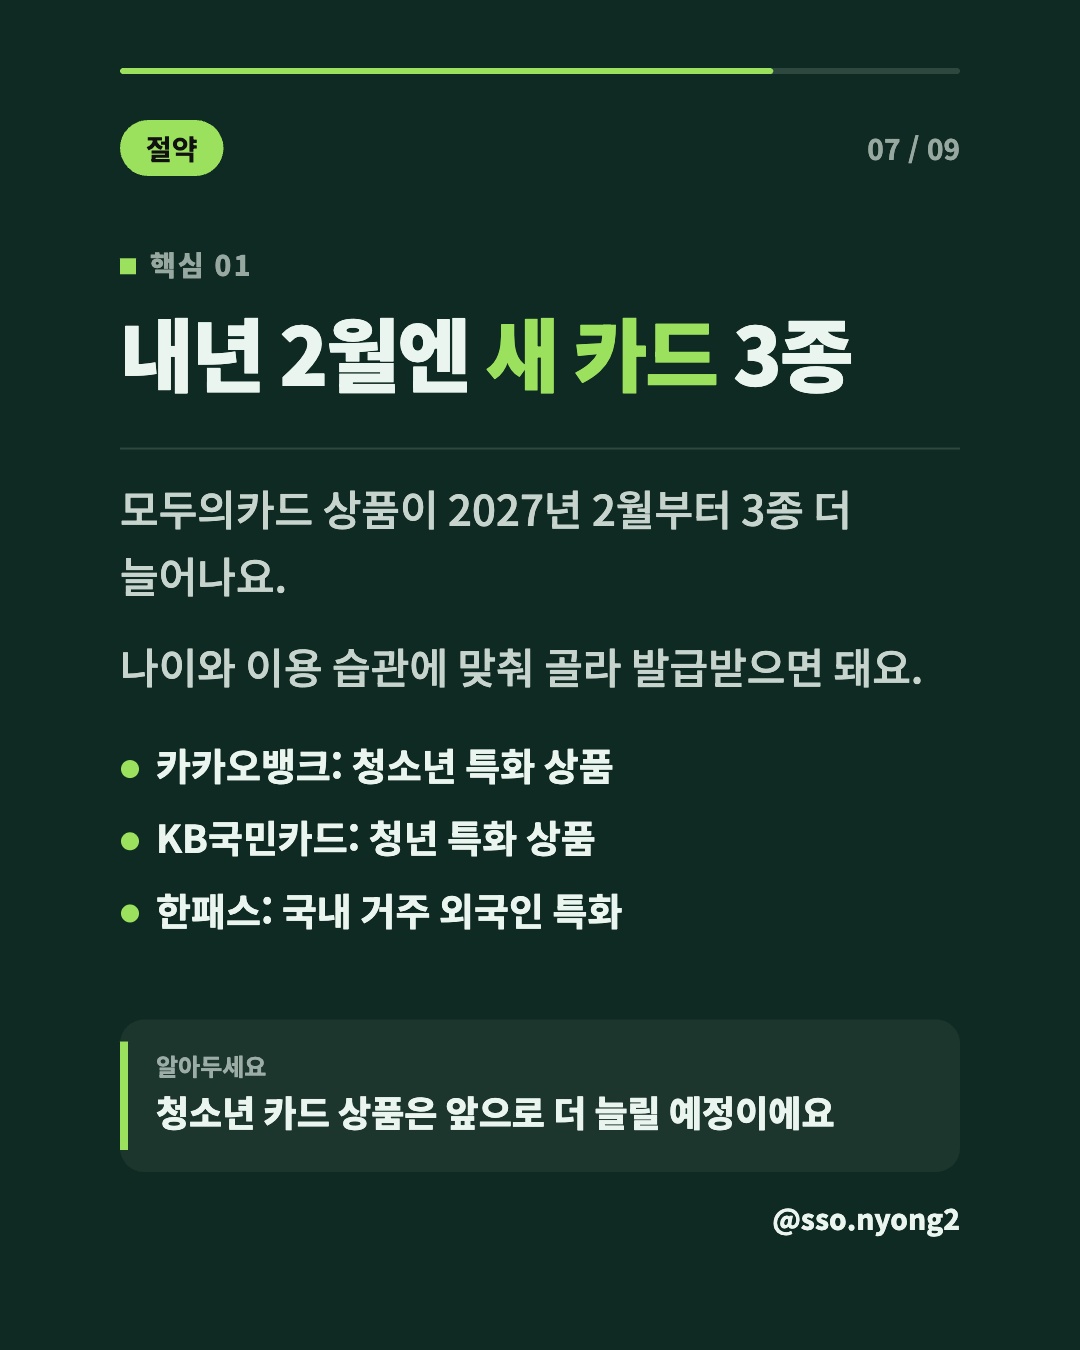 절약
07 / 09
핵심 01
내년 2월엔 새 카드 3종
모두의카드 상품이 2027년 2월부터 3종 더
늘어나요.
나이와 이용 습관에 맞춰 골라 발급받으면 돼요.
카카오뱅크: 청소년 특화 상품
KB국민카드: 청년 특화 상품
한패스: 국내 거주 외국인 특화
알아두세요
청소년 카드 상품은 앞으로 더 늘릴 예정이에요
@sso.nyong2